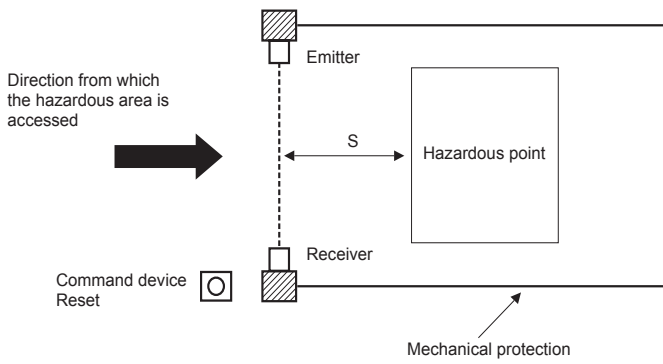 Emitter
Direction from which
the hazardous area is
accessed
S
Hazardous point
Receiver
Command device
Reset
Mechanical protection